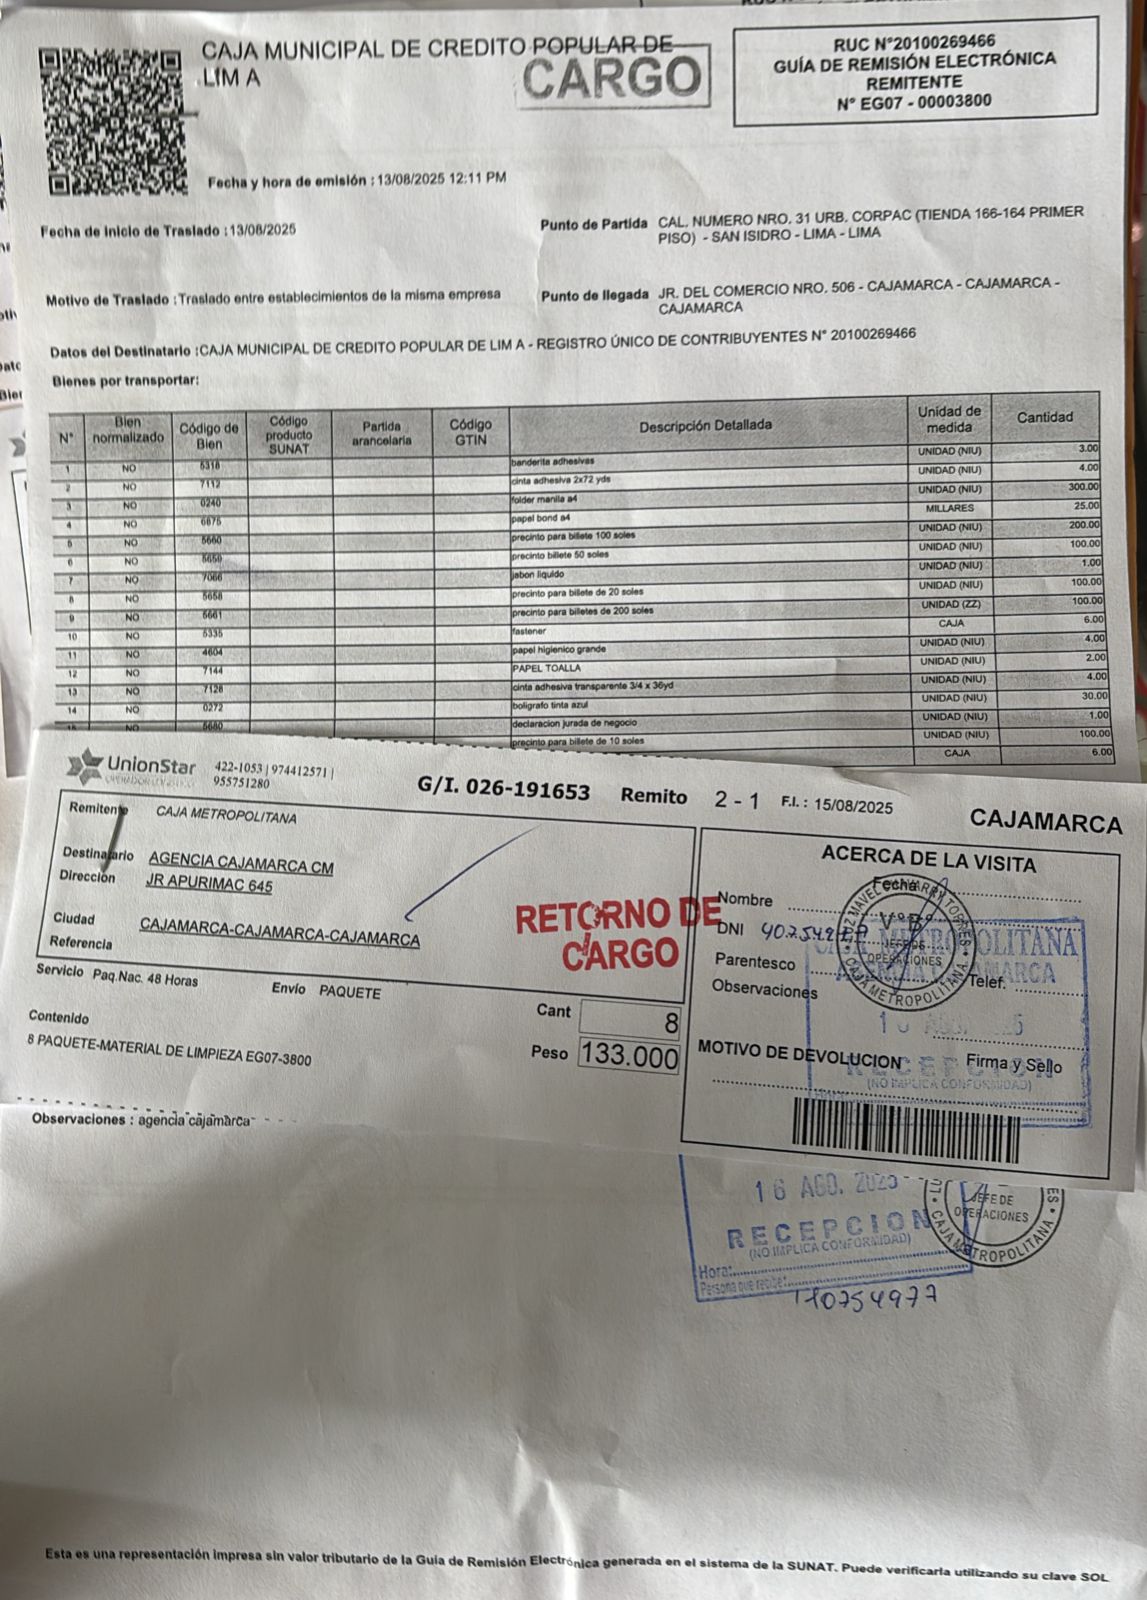 CAJA MUNICIPAL DE CREDITO POPULAR DE
LIM A
CARGO
RUC N°20100269466
GUÍA DE REMISIÓN ELECTRÓNICA
REMITENTE
N° EG07 - 00003800
Fecha y hora de emisión : 13/08/2025 12:11 PM
Fecha de inicio de Traslado : 13/08/2025
Punto de Partida CAL. NUMERO NRO. 31 URB. CORPAC (TIENDA 166-164 PRIMER
PISO) - SAN ISIDRO - LIMA - LIMA
Motivo de Traslado : Traslado entre establecimientos de la misma empresa
Punto de llegada JR. DEL COMERCIO NRO. 506 - CAJAMARCA - CAJAMARCA -
CAJAMARCA
Datos del Destinatario : CAJA MUNICIPAL DE CREDITO POPULAR DE LIM A - REGISTRO ÚNICO DE CONTRIBUYENTES N° 20100269466
Bienes por transportar:
N° Bien normalizado Código de Bien Código producto SUNAT Partida arancelaria Código GTIN Descripción Detallada Unidad de medida Cantidad
1 NO 5318 banderita adhesivas UNIDAD (NIU) 3.00
2 NO 7112 cinta adhesiva 2x72 yds UNIDAD (NIU) 4.00
3 NO 0240 folder manila a4 UNIDAD (NIU) 300.00
4 NO 6875 papel bond a4 MILLARES 25.00
5 NO 5660 precinto para billete 100 soles UNIDAD (NIU) 200.00
6 NO 5659 precinto billete 50 soles UNIDAD (NIU) 100.00
7 NO 7066 jabon liquido UNIDAD (NIU) 1.00
8 NO 5658 precinto para billete de 20 soles UNIDAD (NIU) 100.00
9 NO 5661 precinto para billetes de 200 soles UNIDAD (ZZ) 100.00
10 NO 5335 fastener CAJA 6.00
11 NO 4604 papel higienico grande UNIDAD (NIU) 4.00
12 NO 7144 PAPEL TOALLA UNIDAD (NIU) 2.00
13 NO 7128 cinta adhesiva transparente 3/4 x 36yd UNIDAD (NIU) 4.00
14 NO 0272 boligrafo tinta azul UNIDAD (NIU) 30.00
15 NO 5680 declaracion jurada de negocio UNIDAD (NIU) 1.00
precinto para billete de 10 soles UNIDAD (NIU) 100.00
CAJA 6.00
UnionStar
OPERADOR LOGISTICO
422-1053 | 974412571 |
955751280
G/I. 026-191653 Remito 2 - 1 F.I. : 15/08/2025
CAJAMARCA
Remitente CAJA METROPOLITANA
Destinatario AGENCIA CAJAMARCA CM
Dirección JR APURIMAC 645
Ciudad CAJAMARCA-CAJAMARCA-CAJAMARCA
Referencia
RETORNO DE
CARGO
Servicio Paq.Nac. 48 Horas
Envío PAQUETE
Cant 8
Peso 133.000
Contenido
8 PAQUETE-MATERIAL DE LIMPIEZA EG07-3800
ACERCA DE LA VISITA
Fecha
Nombre
DNI
Parentesco
Telef.
Observaciones
MOTIVO DE DEVOLUCION
Firma y Sello
V°B°
JEFE DE
OPERACIONES
CAJA METROPOLITANA
CAJA METROPOLITANA
AGENCIA CAJAMARCA
RECEPCION
(NO IMPLICA CONFORMIDAD)
Observaciones : agencia cajamarca
16 AGO. 2025
RECEPCION
(NO IMPLICA CONFORMIDAD)
Hora:
Persona que recibe:
JEFE DE
OPERACIONES
CAJA METROPOLITANA
40754977
Esta es una representación impresa sin valor tributario de la Guía de Remisión Electrónica generada en el sistema de la SUNAT. Puede verificarla utilizando su clave SOL